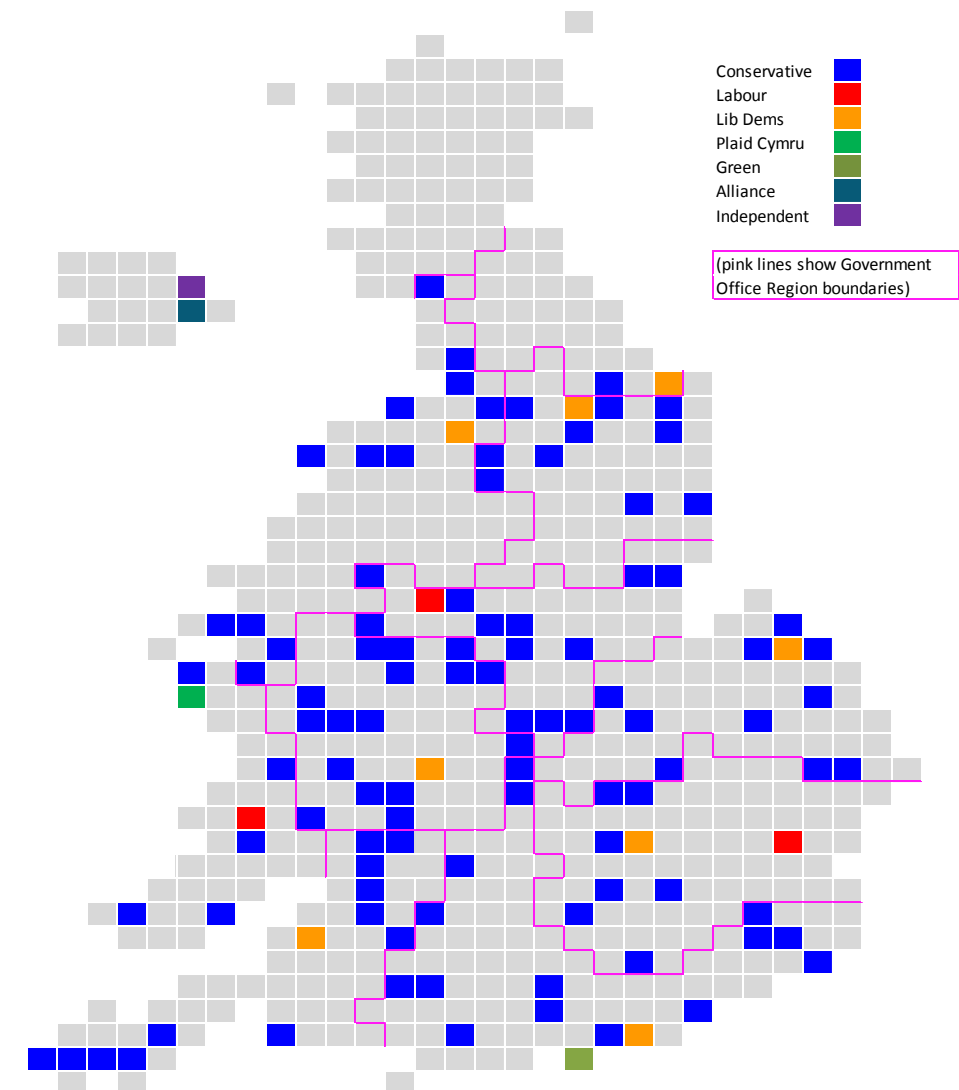 Conservative
Labour
Lib Dems
Plaid Cymru
Green
Alliance
Independent
(pink lines show Government
Office Region boundaries)